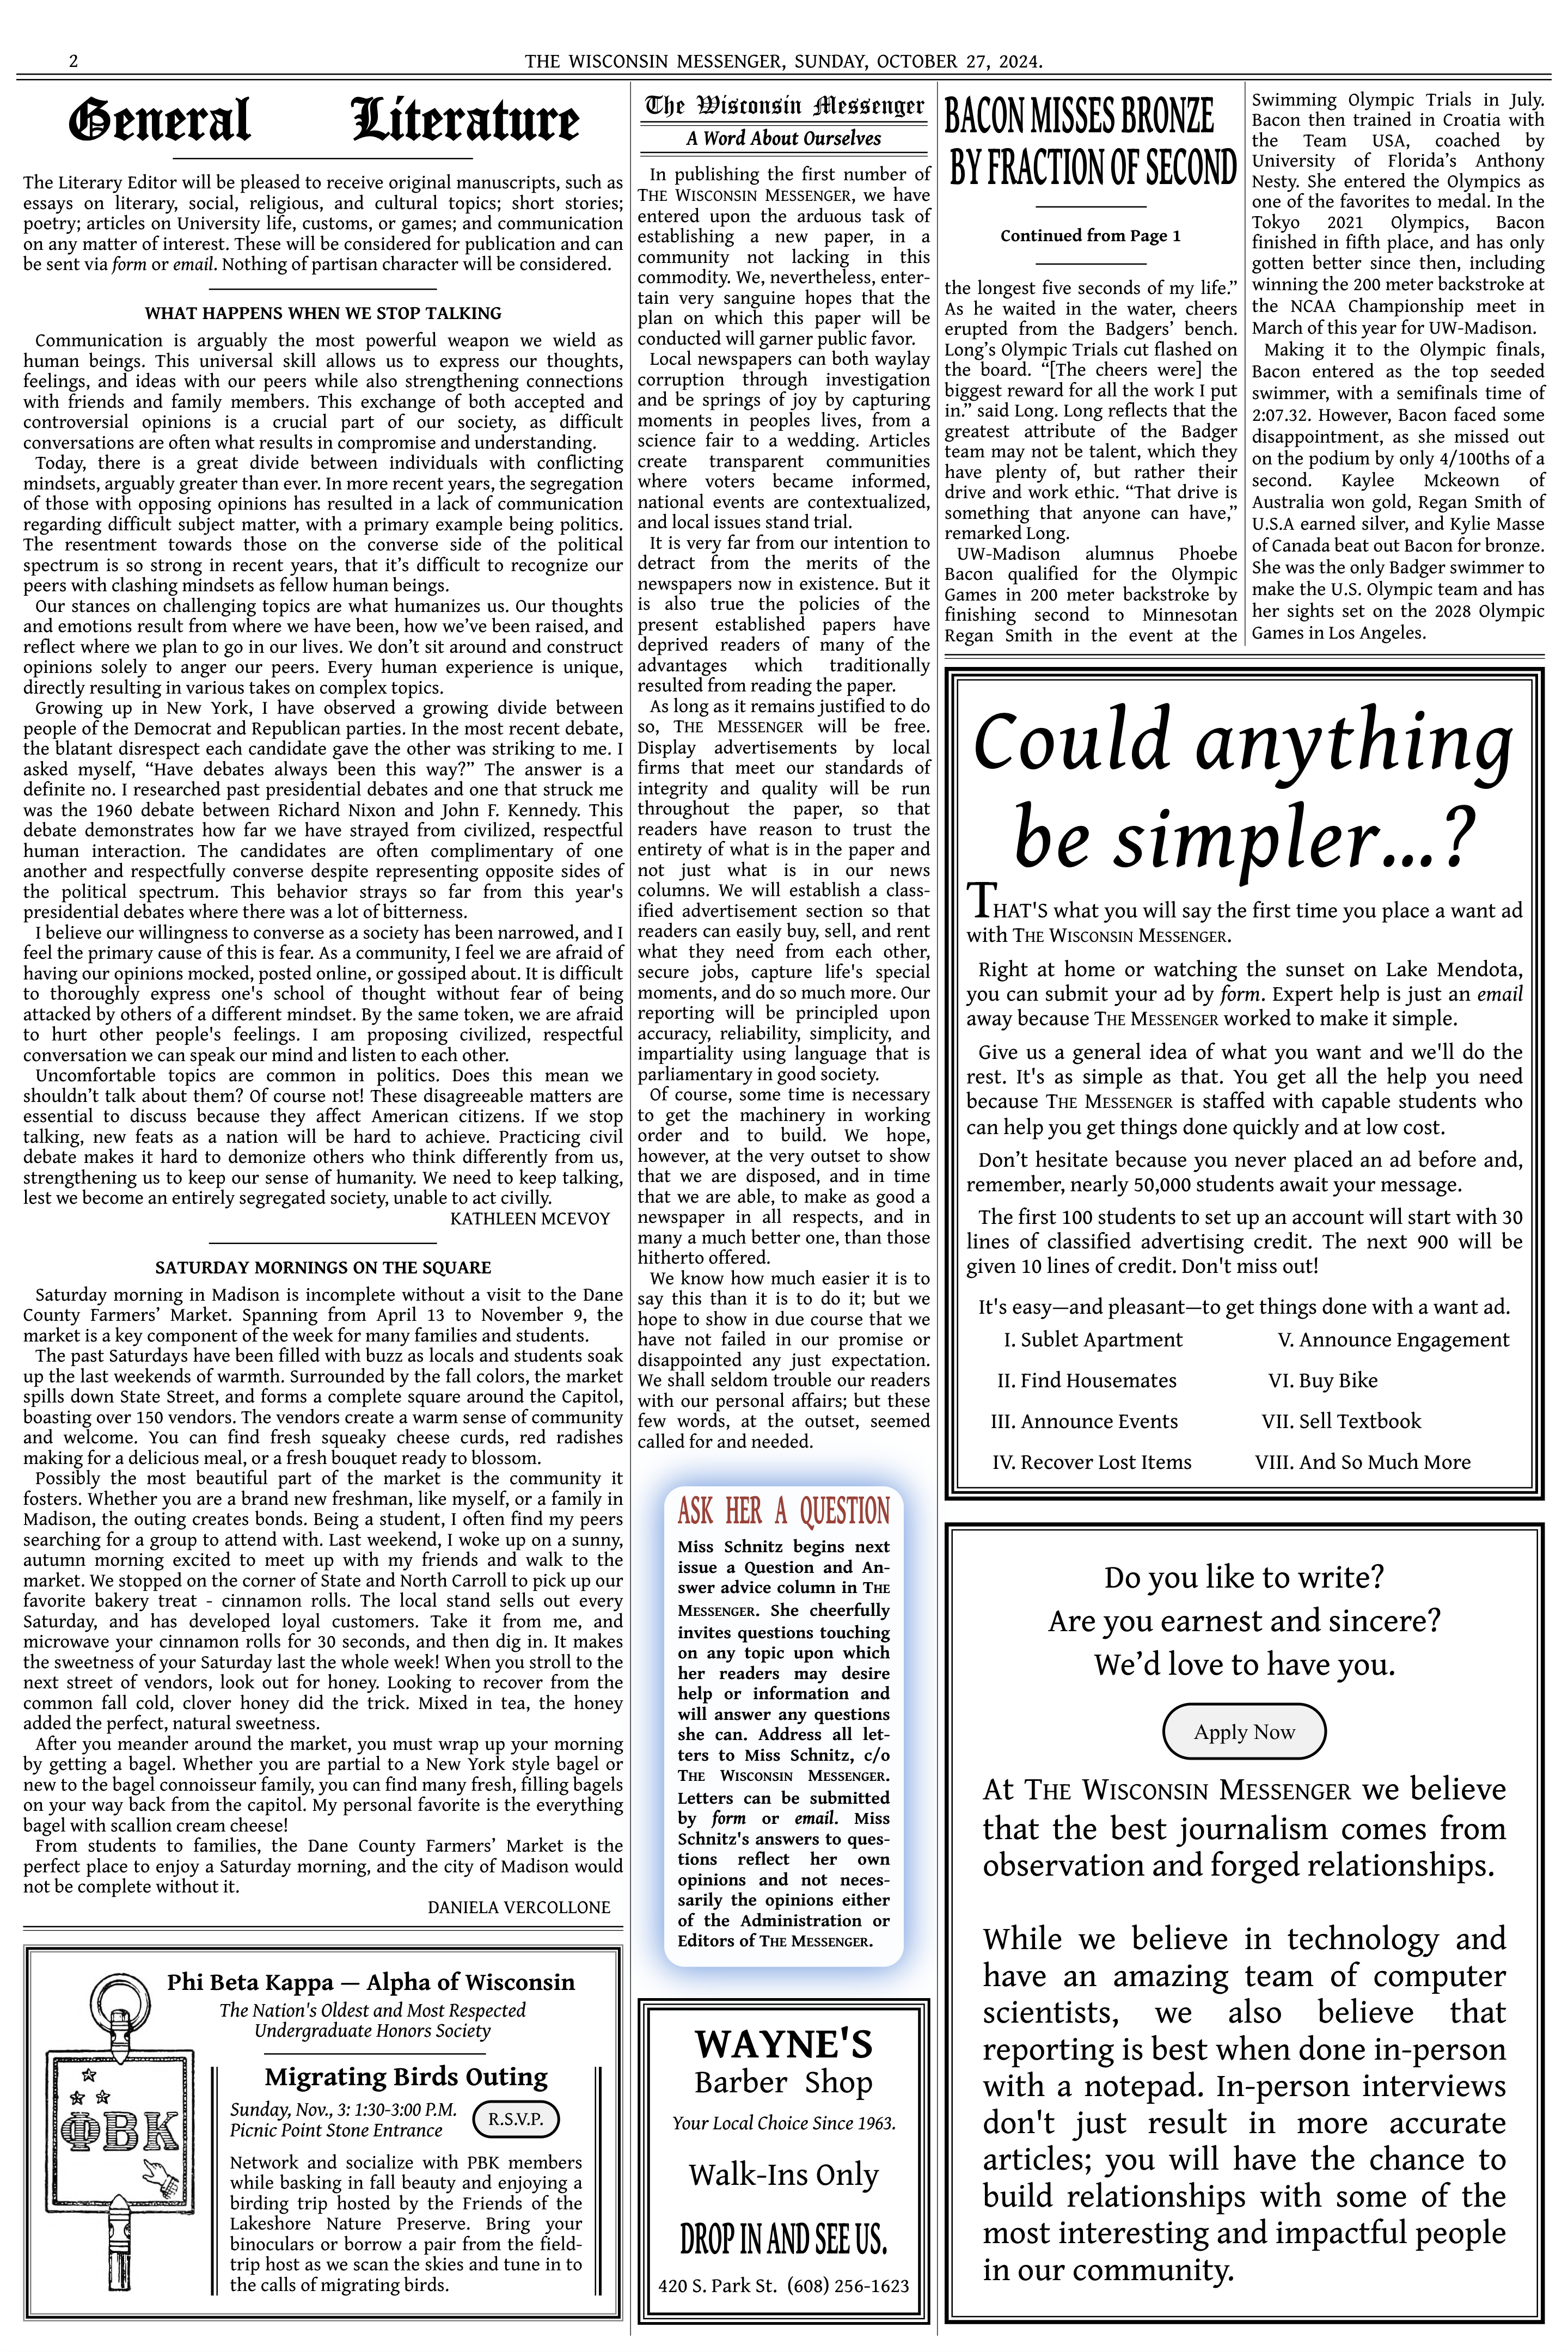 2
THE WISCONSIN MESSENGER, SUNDAY, OCTOBER 27, 2024.
General Literature
The Literary Editor will be pleased to receive original manuscripts, such as
essays on literary, social, religious, and cultural topics; short stories;
poetry; articles on University life, customs, or games; and communication
on any matter of interest. These will be considered for publication and can
be sent via form or email. Nothing of partisan character will be considered.
WHAT HAPPENS WHEN WE STOP TALKING
Communication is arguably the most powerful weapon we wield as
human beings. This universal skill allows us to express our thoughts,
feelings, and ideas with our peers while also strengthening connections
with friends and family members. This exchange of both accepted and
controversial opinions is a crucial part of our society, as difficult
conversations are often what results in compromise and understanding.
Today, there is a great divide between individuals with conflicting
mindsets, arguably greater than ever. In more recent years, the segregation
of those with opposing opinions has resulted in a lack of communication
regarding difficult subject matter, with a primary example being politics.
The resentment towards those on the converse side of the political
spectrum is so strong in recent years, that it’s difficult to recognize our
peers with clashing mindsets as fellow human beings.
Our stances on challenging topics are what humanizes us. Our thoughts
and emotions result from where we have been, how we’ve been raised, and
reflect where we plan to go in our lives. We don’t sit around and construct
opinions solely to anger our peers. Every human experience is unique,
directly resulting in various takes on complex topics.
Growing up in New York, I have observed a growing divide between
people of the Democrat and Republican parties. In the most recent debate,
the blatant disrespect each candidate gave the other was striking to me. I
asked myself, “Have debates always been this way?” The answer is a
definite no. I researched past presidential debates and one that struck me
was the 1960 debate between Richard Nixon and John F. Kennedy. This
debate demonstrates how far we have strayed from civilized, respectful
human interaction. The candidates are often complimentary of one
another and respectfully converse despite representing opposite sides of
the political spectrum. This behavior strays so far from this year's
presidential debates where there was a lot of bitterness.
I believe our willingness to converse as a society has been narrowed, and I
feel the primary cause of this is fear. As a community, I feel we are afraid of
having our opinions mocked, posted online, or gossiped about. It is difficult
to thoroughly express one's school of thought without fear of being
attacked by others of a different mindset. By the same token, we are afraid
to hurt other people's feelings. I am proposing civilized, respectful
conversation we can speak our mind and listen to each other.
Uncomfortable topics are common in politics. Does this mean we
shouldn’t talk about them? Of course not! These disagreeable matters are
essential to discuss because they affect American citizens. If we stop
talking, new feats as a nation will be hard to achieve. Practicing civil
debate makes it hard to demonize others who think differently from us,
strengthening us to keep our sense of humanity. We need to keep talking,
lest we become an entirely segregated society, unable to act civilly.
KATHLEEN MCEVOY
SATURDAY MORNINGS ON THE SQUARE
Saturday morning in Madison is incomplete without a visit to the Dane
County Farmers’ Market. Spanning from April 13 to November 9, the
market is a key component of the week for many families and students.
The past Saturdays have been filled with buzz as locals and students soak
up the last weekends of warmth. Surrounded by the fall colors, the market
spills down State Street, and forms a complete square around the Capitol,
boasting over 150 vendors. The vendors create a warm sense of community
and welcome. You can find fresh squeaky cheese curds, red radishes
making for a delicious meal, or a fresh bouquet ready to blossom.
Possibly the most beautiful part of the market is the community it
fosters. Whether you are a brand new freshman, like myself, or a family in
Madison, the outing creates bonds. Being a student, I often find my peers
searching for a group to attend with. Last weekend, I woke up on a sunny,
autumn morning excited to meet up with my friends and walk to the
market. We stopped on the corner of State and North Carroll to pick up our
favorite bakery treat - cinnamon rolls. The local stand sells out every
Saturday, and has developed loyal customers. Take it from me, and
microwave your cinnamon rolls for 30 seconds, and then dig in. It makes
the sweetness of your Saturday last the whole week! When you stroll to the
next street of vendors, look out for honey. Looking to recover from the
common fall cold, clover honey did the trick. Mixed in tea, the honey
added the perfect, natural sweetness.
After you meander around the market, you must wrap up your morning
by getting a bagel. Whether you are partial to a New York style bagel or
new to the bagel connoisseur family, you can find many fresh, filling bagels
on your way back from the capitol. My personal favorite is the everything
bagel with scallion cream cheese!
From students to families, the Dane County Farmers’ Market is the
perfect place to enjoy a Saturday morning, and the city of Madison would
not be complete without it.
DANIELA VERCOLLONE
Phi Beta Kappa — Alpha of Wisconsin
The Nation's Oldest and Most Respected
Undergraduate Honors Society
ΦΒΚ
Migrating Birds Outing
Sunday, Nov., 3: 1:30-3:00 P.M.
Picnic Point Stone Entrance
R.S.V.P.
Network and socialize with PBK members
while basking in fall beauty and enjoying a
birding trip hosted by the Friends of the
Lakeshore Nature Preserve. Bring your
binoculars or borrow a pair from the field-
trip host as we scan the skies and tune in to
the calls of migrating birds.
The Wisconsin Messenger
A Word About Ourselves
In publishing the first number of
THE WISCONSIN MESSENGER, we have
entered upon the arduous task of
establishing a new paper, in a
community not lacking in this
commodity. We, nevertheless, enter-
tain very sanguine hopes that the
plan on which this paper will be
conducted will garner public favor.
Local newspapers can both waylay
corruption through investigation
and be springs of joy by capturing
moments in peoples lives, from a
science fair to a wedding. Articles
create transparent communities
where voters became informed,
national events are contextualized,
and local issues stand trial.
It is very far from our intention to
detract from the merits of the
newspapers now in existence. But it
is also true the policies of the
present established papers have
deprived readers of many of the
advantages which traditionally
resulted from reading the paper.
As long as it remains justified to do
so, THE MESSENGER will be free.
Display advertisements by local
firms that meet our standards of
integrity and quality will be run
throughout the paper, so that
readers have reason to trust the
entirety of what is in the paper and
not just what is in our news
columns. We will establish a class-
ified advertisement section so that
readers can easily buy, sell, and rent
what they need from each other,
secure jobs, capture life's special
moments, and do so much more. Our
reporting will be principled upon
accuracy, reliability, simplicity, and
impartiality using language that is
parliamentary in good society.
Of course, some time is necessary
to get the machinery in working
order and to build. We hope,
however, at the very outset to show
that we are disposed, and in time
that we are able, to make as good a
newspaper in all respects, and in
many a much better one, than those
hitherto offered.
We know how much easier it is to
say this than it is to do it; but we
hope to show in due course that we
have not failed in our promise or
disappointed any just expectation.
We shall seldom trouble our readers
with our personal affairs; but these
few words, at the outset, seemed
called for and needed.
ASK HER A QUESTION
Miss Schnitz begins next
issue a Question and An-
swer advice column in THE
MESSENGER. She cheerfully
invites questions touching
on any topic upon which
her readers may desire
help or information and
will answer any questions
she can. Address all let-
ters to Miss Schnitz, c/o
THE WISCONSIN MESSENGER.
Letters can be submitted
by form or email. Miss
Schnitz's answers to ques-
tions reflect her own
opinions and not neces-
sarily the opinions either
of the Administration or
Editors of THE MESSENGER.
WAYNE'S
Barber Shop
Your Local Choice Since 1963.
Walk-Ins Only
DROP IN AND SEE US.
420 S. Park St. (608) 256-1623
BACON MISSES BRONZE
BY FRACTION OF SECOND
Continued from Page 1
the longest five seconds of my life.”
As he waited in the water, cheers
erupted from the Badgers’ bench.
Long’s Olympic Trials cut flashed on
the board. “[The cheers were] the
biggest reward for all the work I put
in.” said Long. Long reflects that the
greatest attribute of the Badger
team may not be talent, which they
have plenty of, but rather their
drive and work ethic. “That drive is
something that anyone can have,”
remarked Long.
UW-Madison alumnus Phoebe
Bacon qualified for the Olympic
Games in 200 meter backstroke by
finishing second to Minnesotan
Regan Smith in the event at the
Swimming Olympic Trials in July.
Bacon then trained in Croatia with
the Team USA, coached by
University of Florida’s Anthony
Nesty. She entered the Olympics as
one of the favorites to medal. In the
Tokyo 2021 Olympics, Bacon
finished in fifth place, and has only
gotten better since then, including
winning the 200 meter backstroke at
the NCAA Championship meet in
March of this year for UW-Madison.
Making it to the Olympic finals,
Bacon entered as the top seeded
swimmer, with a semifinals time of
2:07.32. However, Bacon faced some
disappointment, as she missed out
on the podium by only 4/100ths of a
second. Kaylee Mckeown of
Australia won gold, Regan Smith of
U.S.A earned silver, and Kylie Masse
of Canada beat out Bacon for bronze.
She was the only Badger swimmer to
make the U.S. Olympic team and has
her sights set on the 2028 Olympic
Games in Los Angeles.
Could anything
be simpler...?
THAT'S what you will say the first time you place a want ad
with THE WISCONSIN MESSENGER.
Right at home or watching the sunset on Lake Mendota,
you can submit your ad by form. Expert help is just an email
away because THE MESSENGER worked to make it simple.
Give us a general idea of what you want and we'll do the
rest. It's as simple as that. You get all the help you need
because THE MESSENGER is staffed with capable students who
can help you get things done quickly and at low cost.
Don’t hesitate because you never placed an ad before and,
remember, nearly 50,000 students await your message.
The first 100 students to set up an account will start with 30
lines of classified advertising credit. The next 900 will be
given 10 lines of credit. Don't miss out!
It's easy—and pleasant—to get things done with a want ad.
I. Sublet Apartment
II. Find Housemates
III. Announce Events
IV. Recover Lost Items
V. Announce Engagement
VI. Buy Bike
VII. Sell Textbook
VIII. And So Much More
Do you like to write?
Are you earnest and sincere?
We’d love to have you.
Apply Now
At THE WISCONSIN MESSENGER we believe
that the best journalism comes from
observation and forged relationships.
While we believe in technology and
have an amazing team of computer
scientists, we also believe that
reporting is best when done in-person
with a notepad. In-person interviews
don't just result in more accurate
articles; you will have the chance to
build relationships with some of the
most interesting and impactful people
in our community.